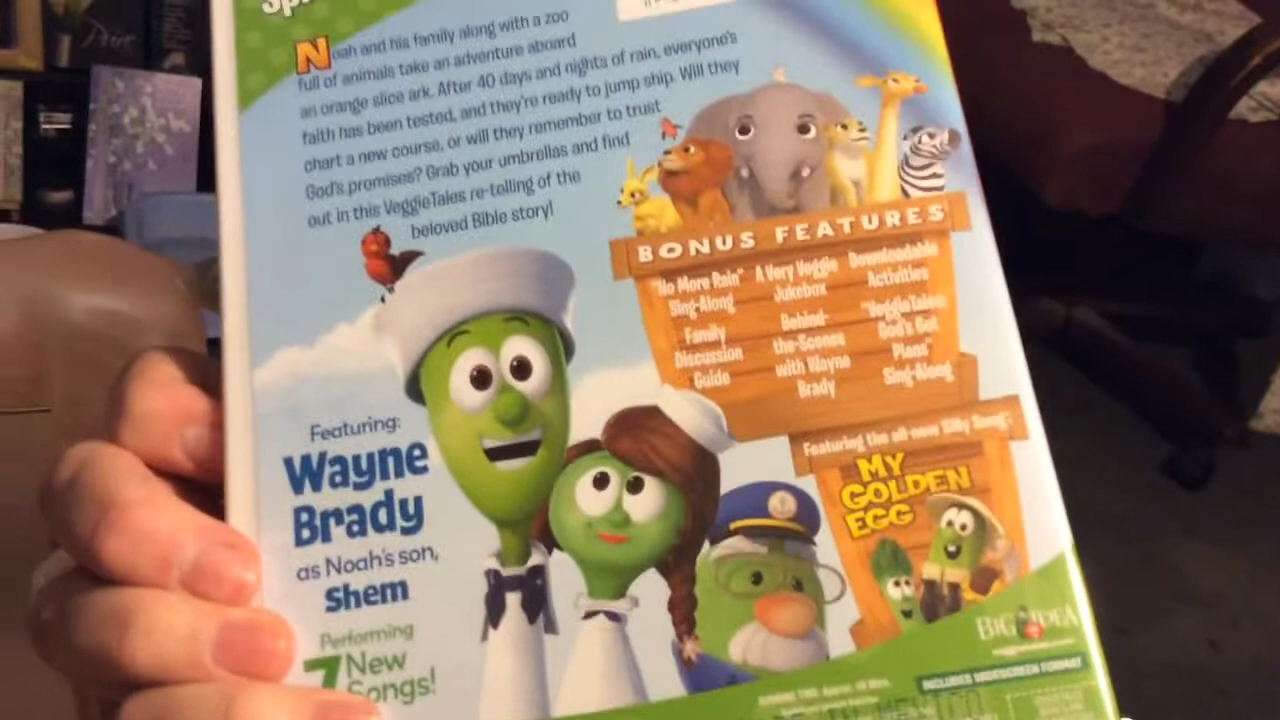 Noah and his family along with a zoo
full of animals take an adventure aboard
an orange slice ark. After 40 days and nights of rain, everyone's
faith has been tested, and they're ready to jump ship. Will they
chart a new course, or will they remember to trust
God's promises? Grab your umbrellas and find
out in this VeggieTales re-telling of the
beloved Bible story!
BONUS FEATURES
"No More Rain"
Sing-Along
Family
Discussion
Guide
A Very Veggie
Jukebox
Behind-
the-Scenes
with Wayne
Brady
Downloadable
Activities
"VeggieTales:
God's Got
Plans"
Sing-Along
Featuring:
Wayne
Brady
as Noah's son,
Shem
Performing
7 New
Songs!
Featuring the all-new Silly Song:
MY
GOLDEN
EGG
BIG IDEA
INCLUDES WIDESCREEN FORMAT
Pure